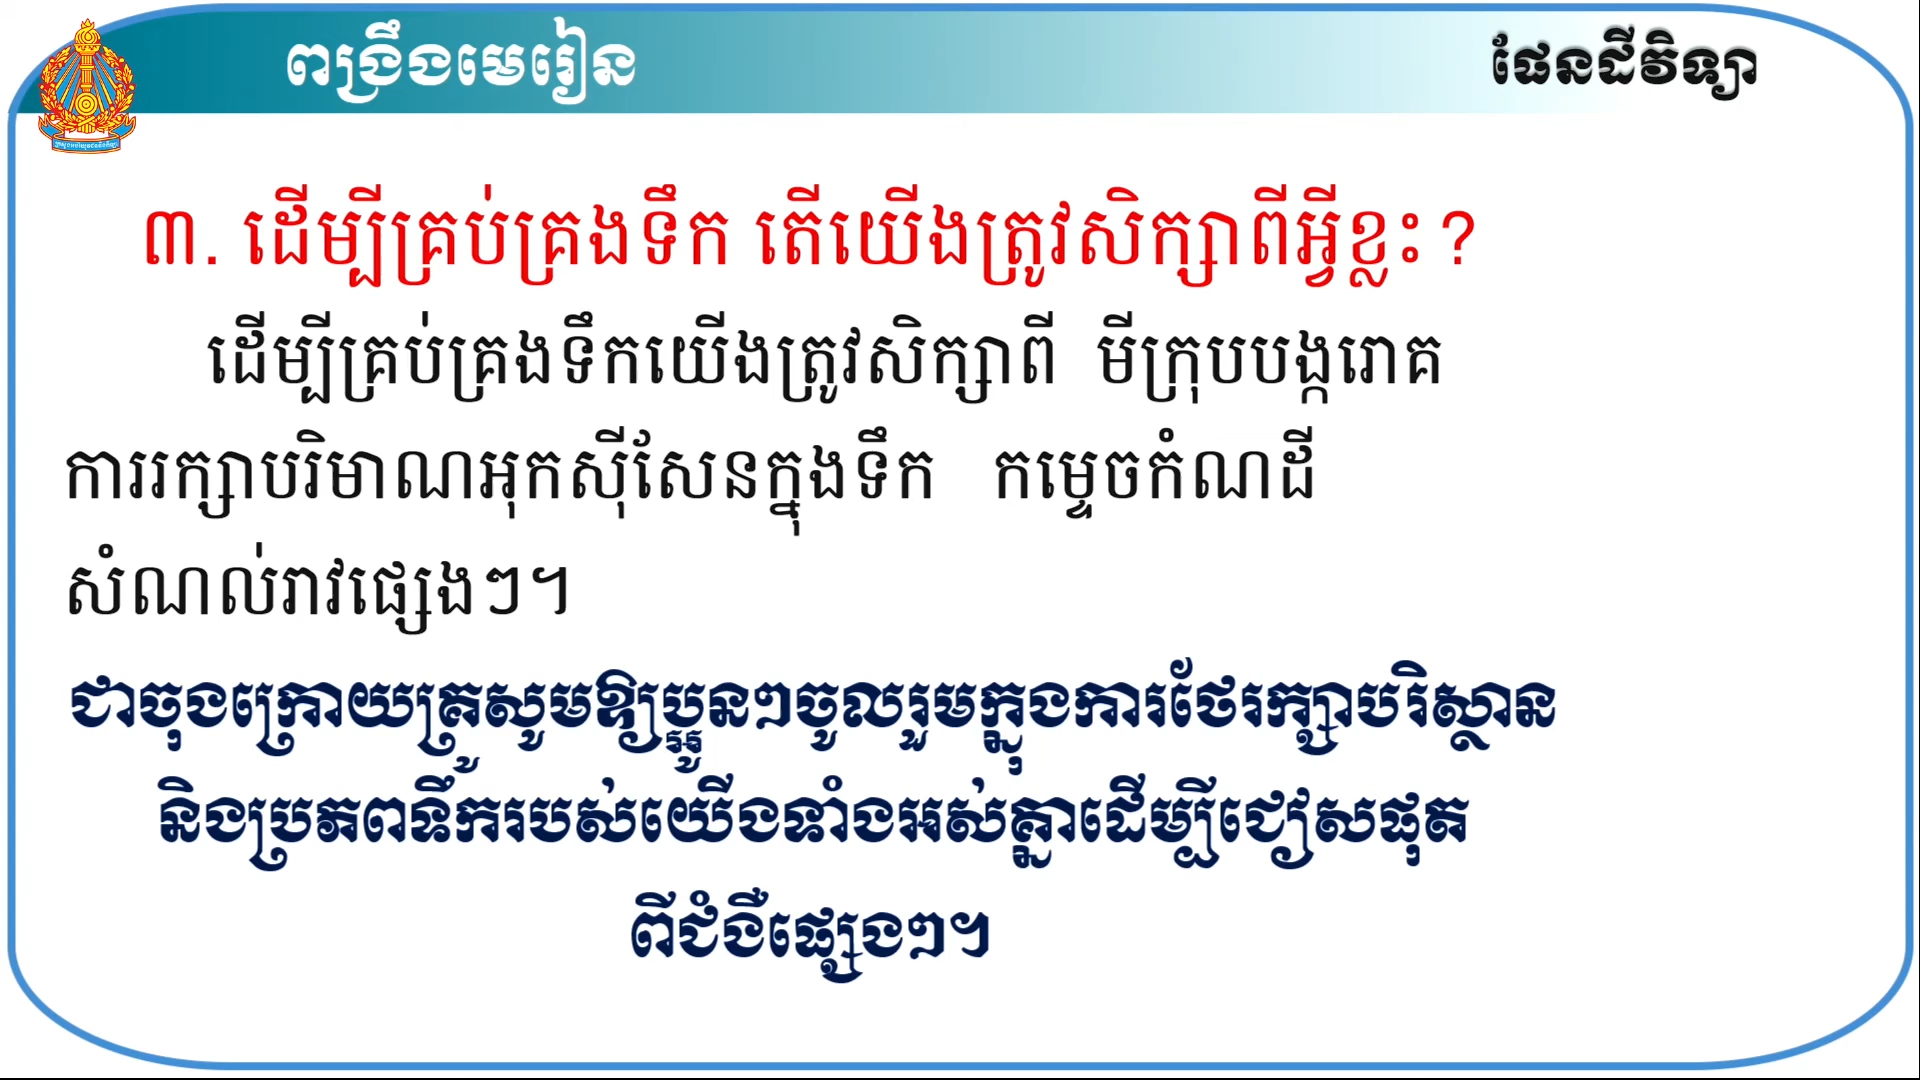 ពង្រឹងមេរៀន
ផែនដីវិទ្យា
៣. ដើម្បីគ្រប់គ្រងទឹក តើយើងត្រូវសិក្សាពីអ្វីខ្លះ ?
ដើម្បីគ្រប់គ្រងទឹកយើងត្រូវសិក្សាពី មីក្រុបបង្ករោគ
ការរក្សាបរិមាណអុកស៊ីសែនក្នុងទឹក កម្ទេចកំណដី
សំណល់រាវផ្សេងៗ។
ជាចុងក្រោយគ្រូសូមឱ្យប្អូនៗចូលរួមក្នុងការថែរក្សាបរិស្ថាន
និងប្រភពទឹករបស់យើងទាំងអស់គ្នាដើម្បីជៀសផុត
ពីជំងឺផ្សេងៗ។